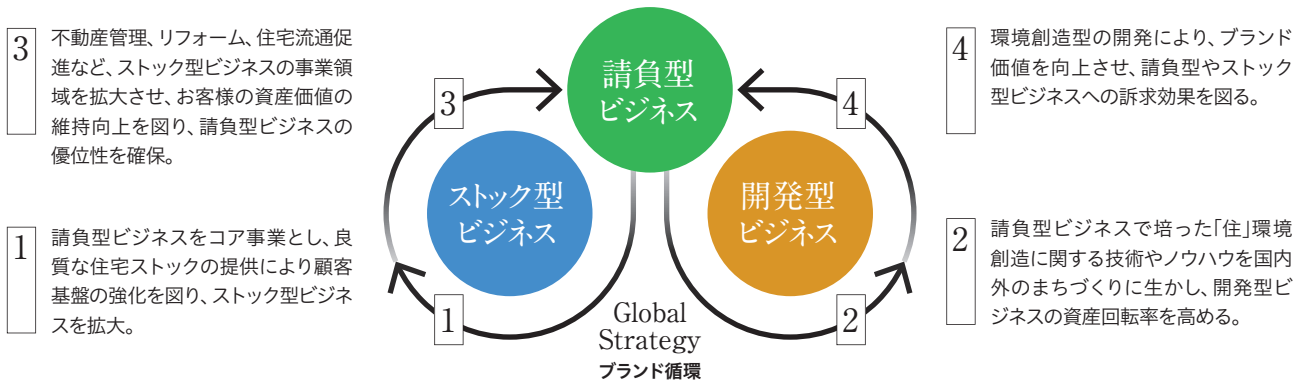 3
不動産管理、リフォーム、住宅流通促
進など、ストック型ビジネスの事業領
域を拡大させ、お客様の資産価値の
維持向上を図り、請負型ビジネスの
優位性を確保。
1
請負型ビジネスをコア事業とし、良
質な住宅ストックの提供により顧客
基盤の強化を図り、ストック型ビジネ
スを拡大。
請負型
ビジネス
3
4
ストック型
ビジネス
開発型
ビジネス
1
2
Global
Strategy
ブランド循環
4
環境創造型の開発により、ブランド
価値を向上させ、請負型やストック
型ビジネスへの訴求効果を図る。
2
請負型ビジネスで培った「住」環境
創造に関する技術やノウハウを国内
外のまちづくりに生かし、開発型ビ
ジネスの資産回転率を高める。